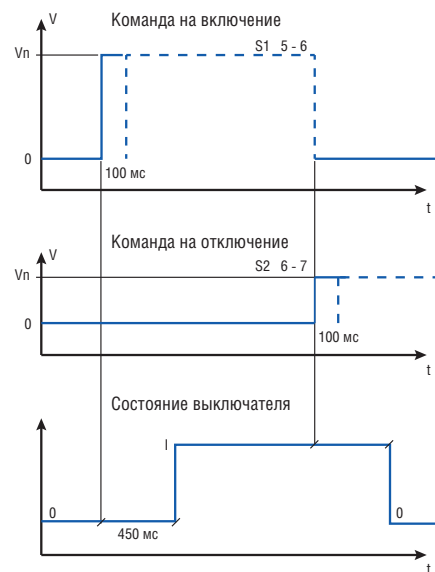 V
Команда на включение
Vn
S1 5 - 6
0
100 мс
t
V
Команда на отключение
Vn
S2 6 - 7
0
100 мс
t
Состояние выключателя
I
0
0
450 мс
t